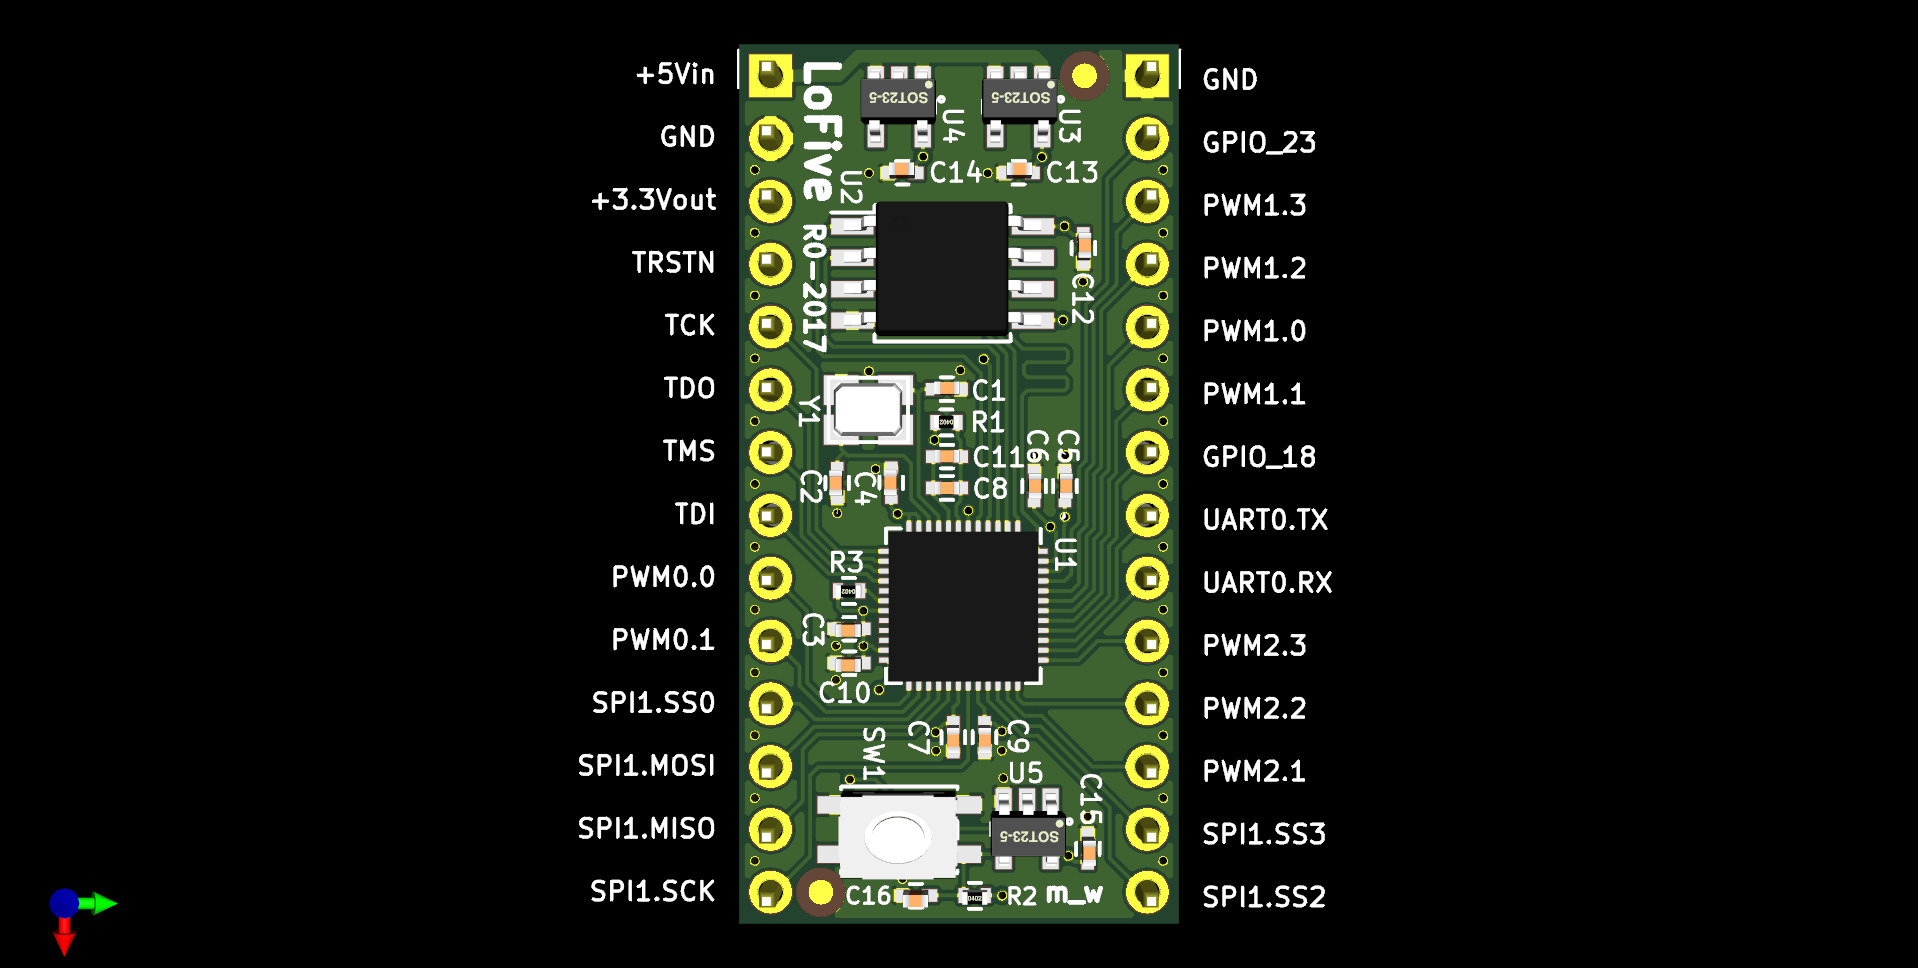 +5Vin
GND
+3.3Vout
TRSTN
TCK
TDO
TMS
TDI
PWM0.0
PWM0.1
SPI1.SS0
SPI1.MOSI
SPI1.MISO
SPI1.SCK
LoFive
R0-2017
SOT23-5
U4
SOT23-5
U3
C14
C13
U2
C12
Y1
C1
R1
C11
C8
C6
C5
C2
C4
U1
R3
0402
0402
C3
C10
C7
C9
SW1
U5
SOT23-5
C15
C16
0402
R2
m_w
GND
GPIO_23
PWM1.3
PWM1.2
PWM1.0
PWM1.1
GPIO_18
UART0.TX
UART0.RX
PWM2.3
PWM2.2
PWM2.1
SPI1.SS3
SPI1.SS2